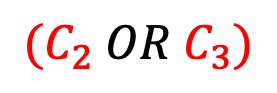 (C₂ OR C₃)